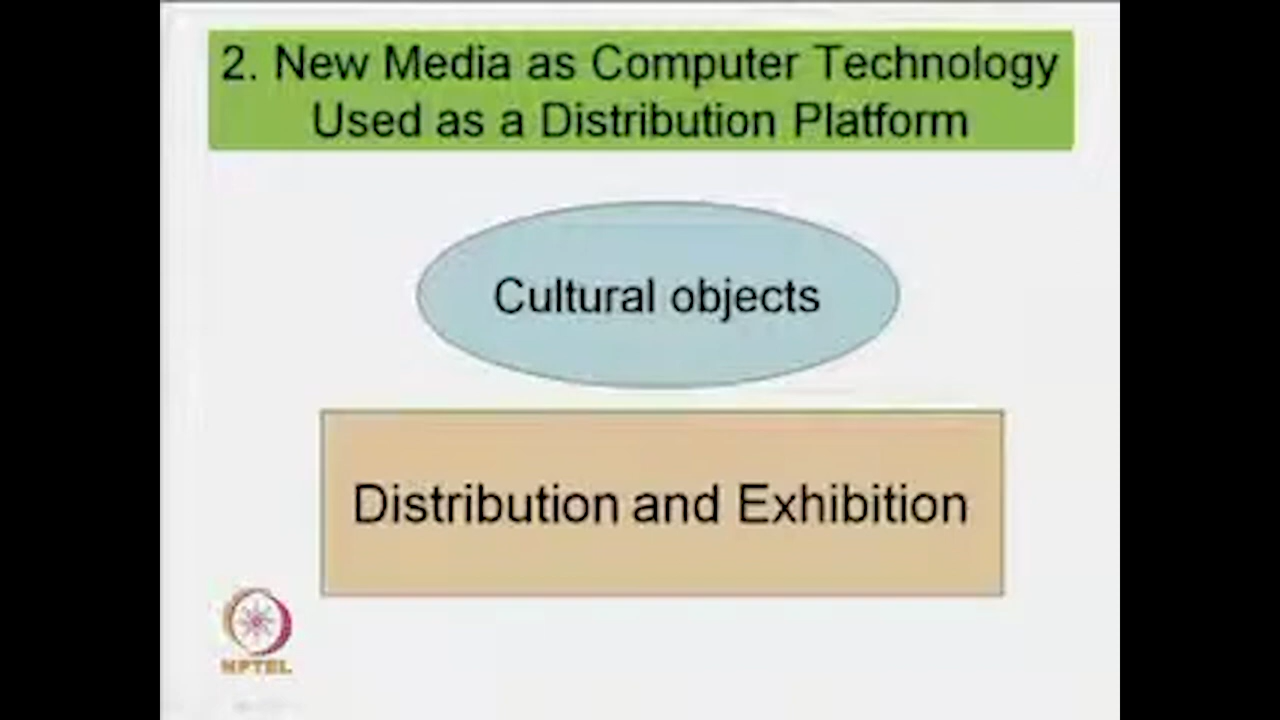 2. New Media as Computer Technology
Used as a Distribution Platform
Cultural objects
Distribution and Exhibition
NPTEL